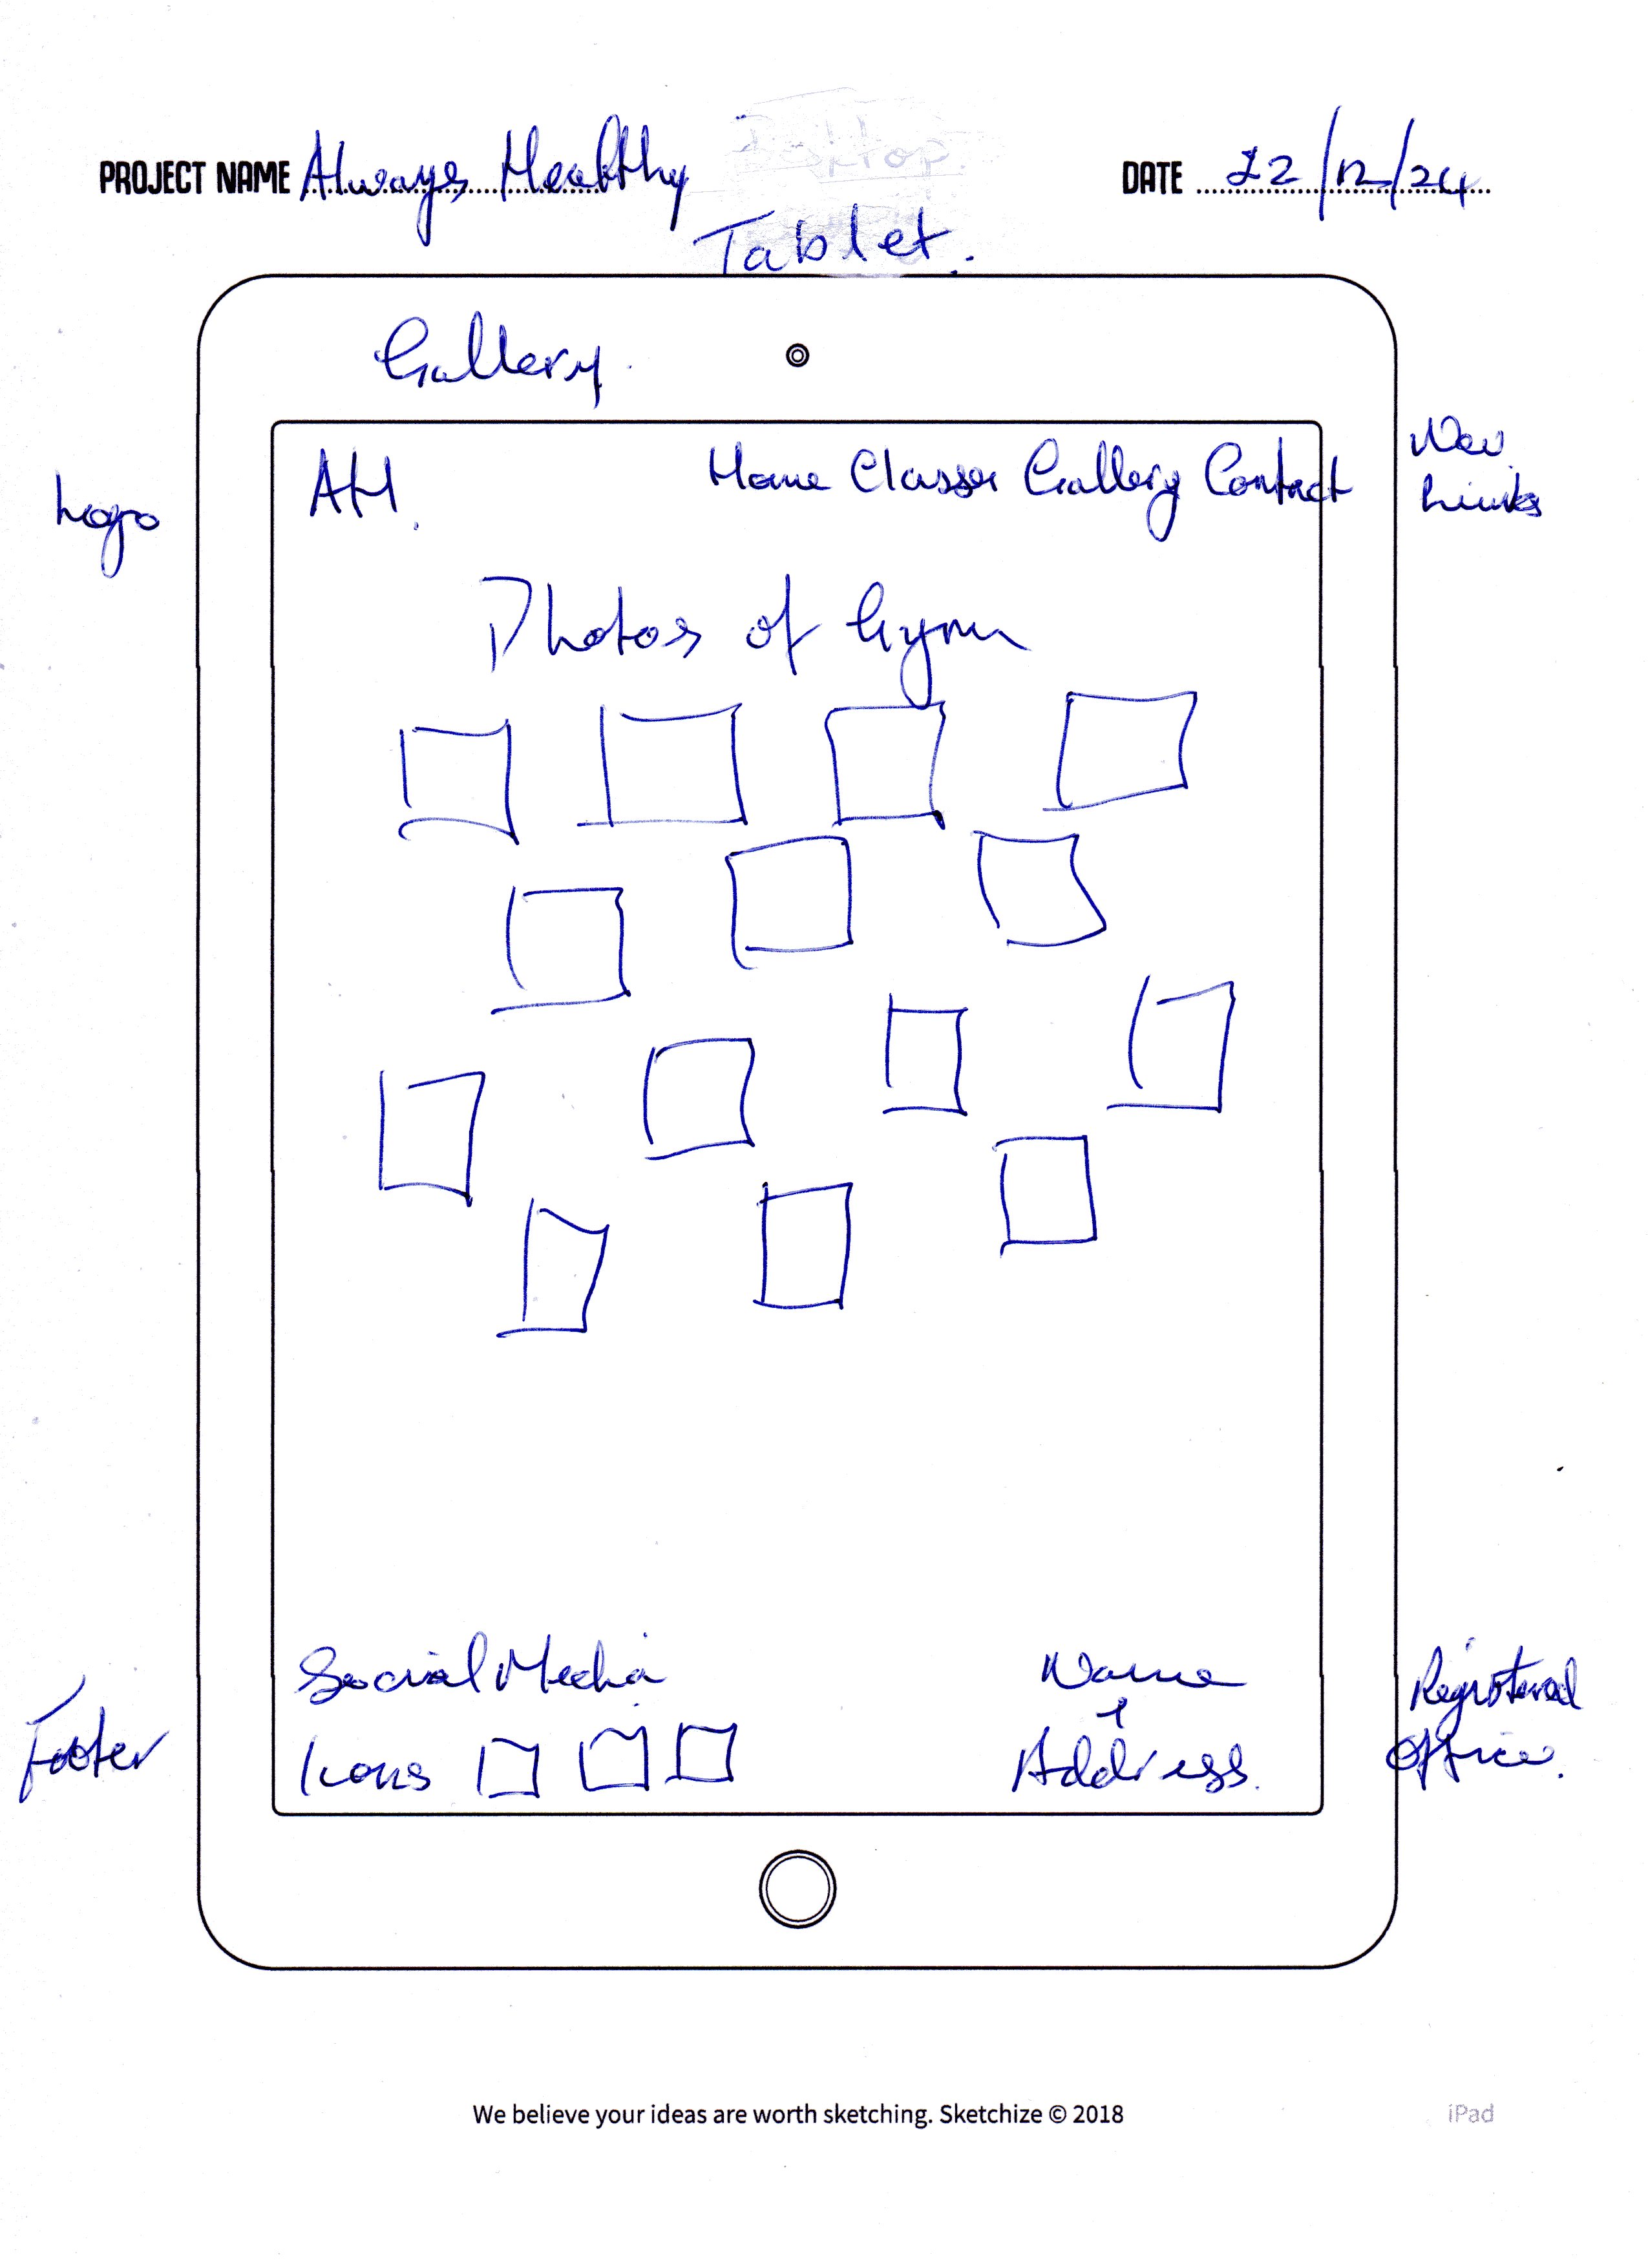 PROJECT NAME Always Healthy
Desktop.
DATE 22/12/24
Tablet.
Gallery.
Logo
AH.
Home Classes Gallery Contact
Nav
Links
Photos of Gym
Social Media
Icons
Name
+
Address.
Footer
Registered
Office.
We believe your ideas are worth sketching. Sketchize © 2018
iPad